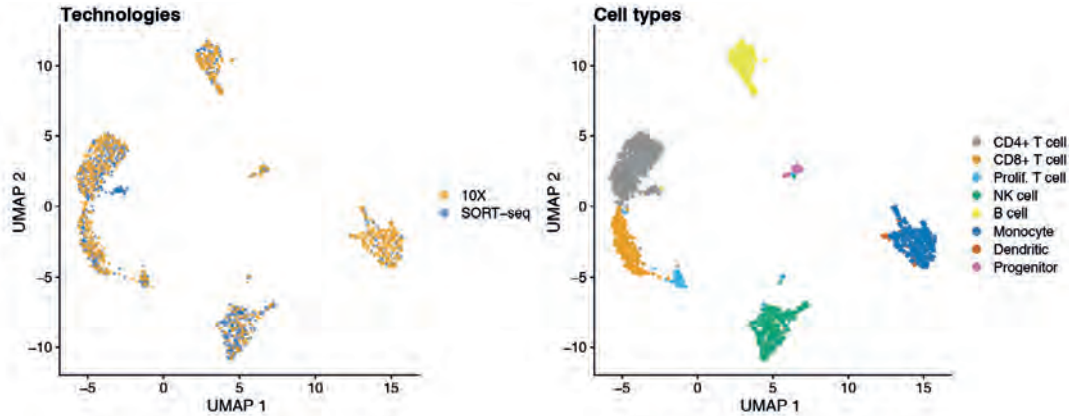 Technologies
10
5
0
−5
−10
UMAP 2
−5
0
5
10
15
UMAP 1
10X
SORT−seq
Cell types
10
5
0
−5
−10
UMAP 2
−5
0
5
10
15
UMAP 1
CD4+ T cell
CD8+ T cell
Prolif. T cell
NK cell
B cell
Monocyte
Dendritic
Progenitor